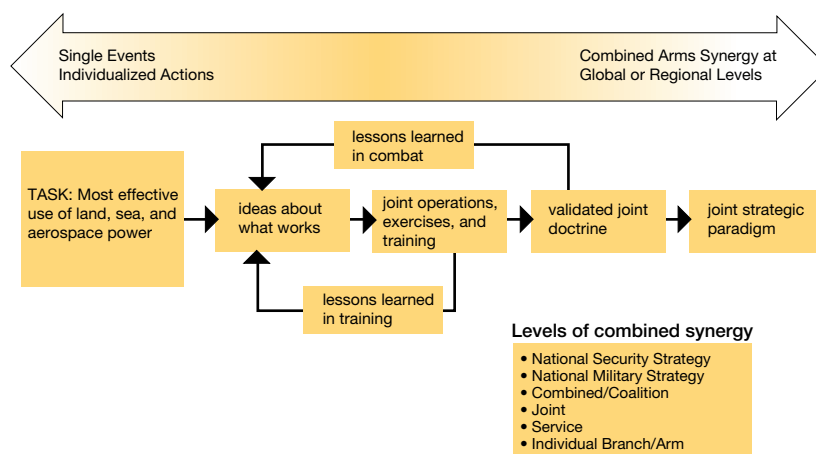 Single Events
Individualized Actions
Combined Arms Synergy at
Global or Regional Levels
lessons learned
in combat
TASK: Most effective
use of land, sea, and
aerospace power
ideas about
what works
joint operations,
exercises, and
training
validated joint
doctrine
joint strategic
paradigm
lessons learned
in training
Levels of combined synergy
• National Security Strategy
• National Military Strategy
• Combined/Coalition
• Joint
• Service
• Individual Branch/Arm